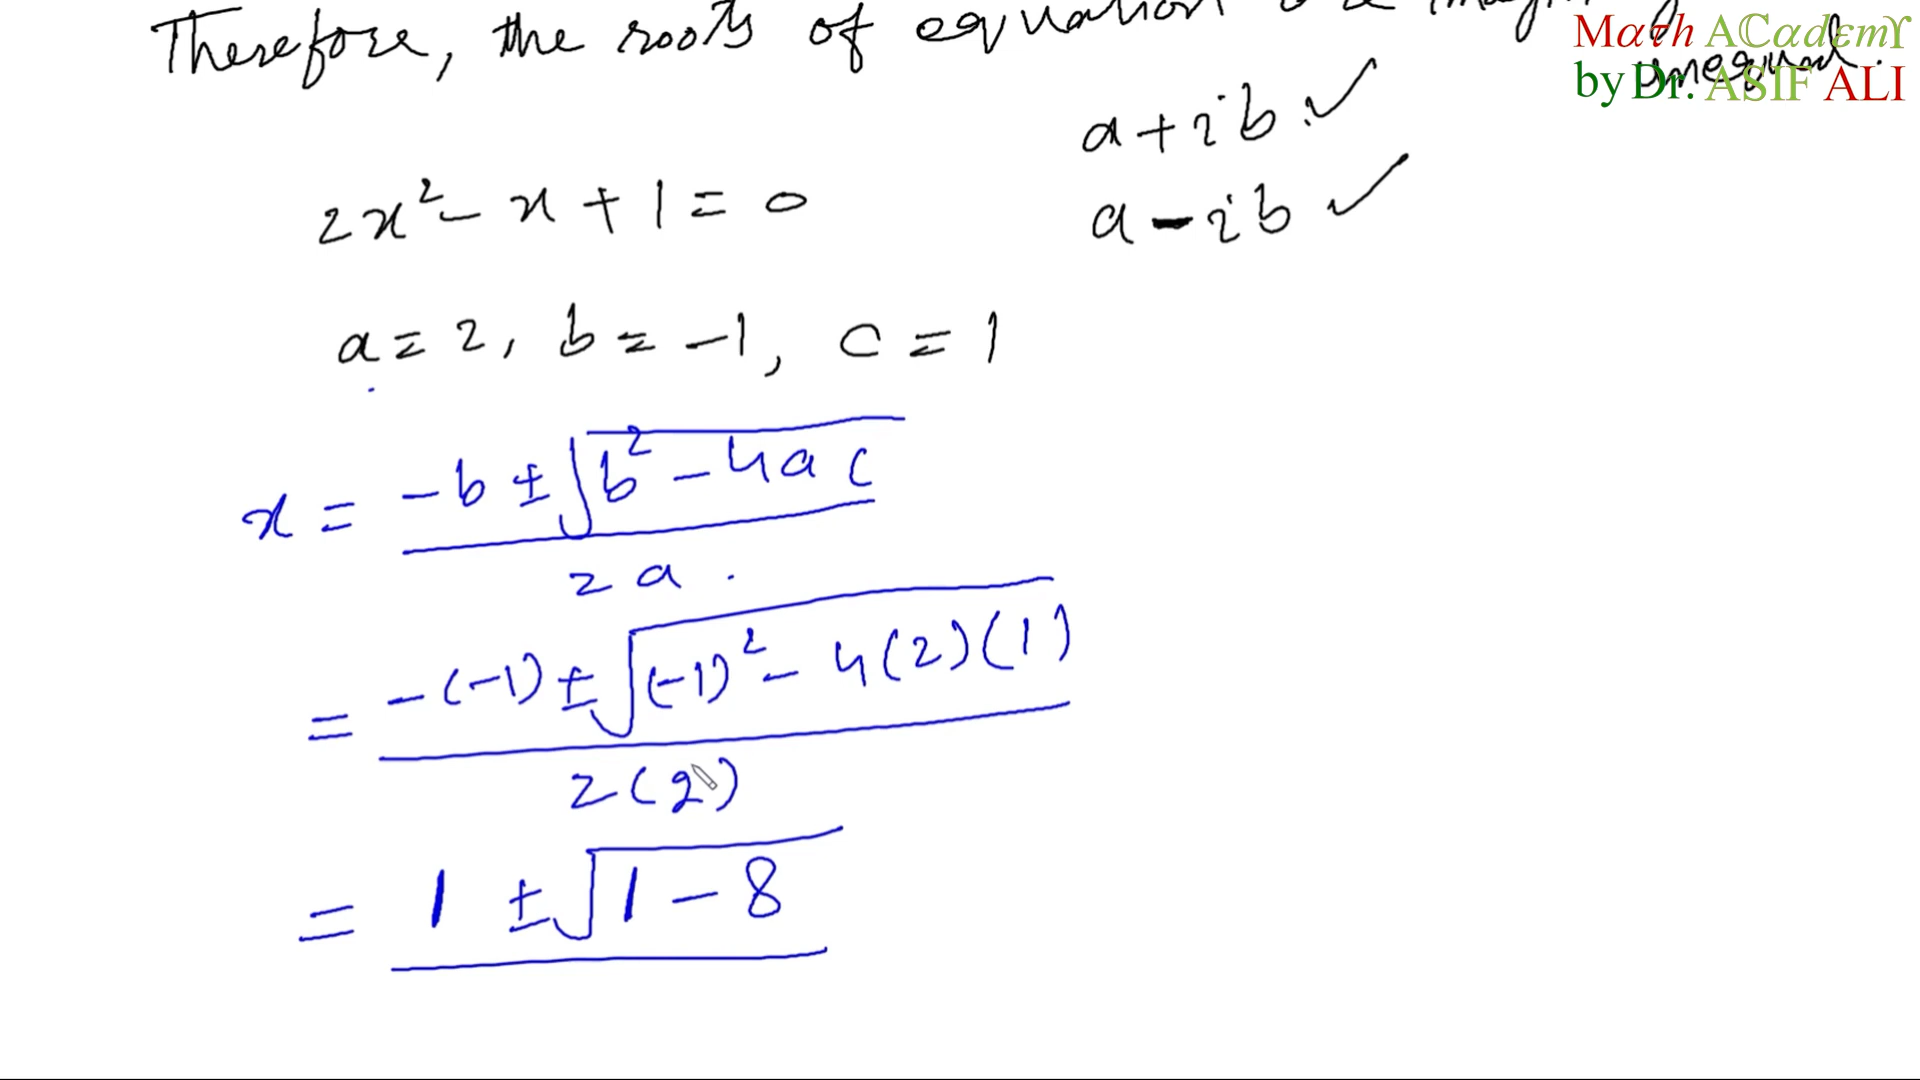 Therefore, the roots of equation
Math ACademy
by Dr. ASIF ALI
unequal.
a + ib. ✓
2x² - x + 1 = 0
a - ib ✓
a = 2, b = -1, c = 1
x = (-b ± √(b² - 4ac)) / 2a.
= (-(-1) ± √((-1)² - 4(2)(1))) / 2(2)
= 1 ± √(1 - 8)